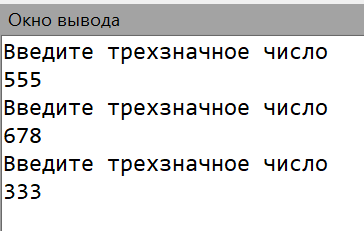 Окно вывода
Введите трехзначное число
555
Введите трехзначное число
678
Введите трехзначное число
333